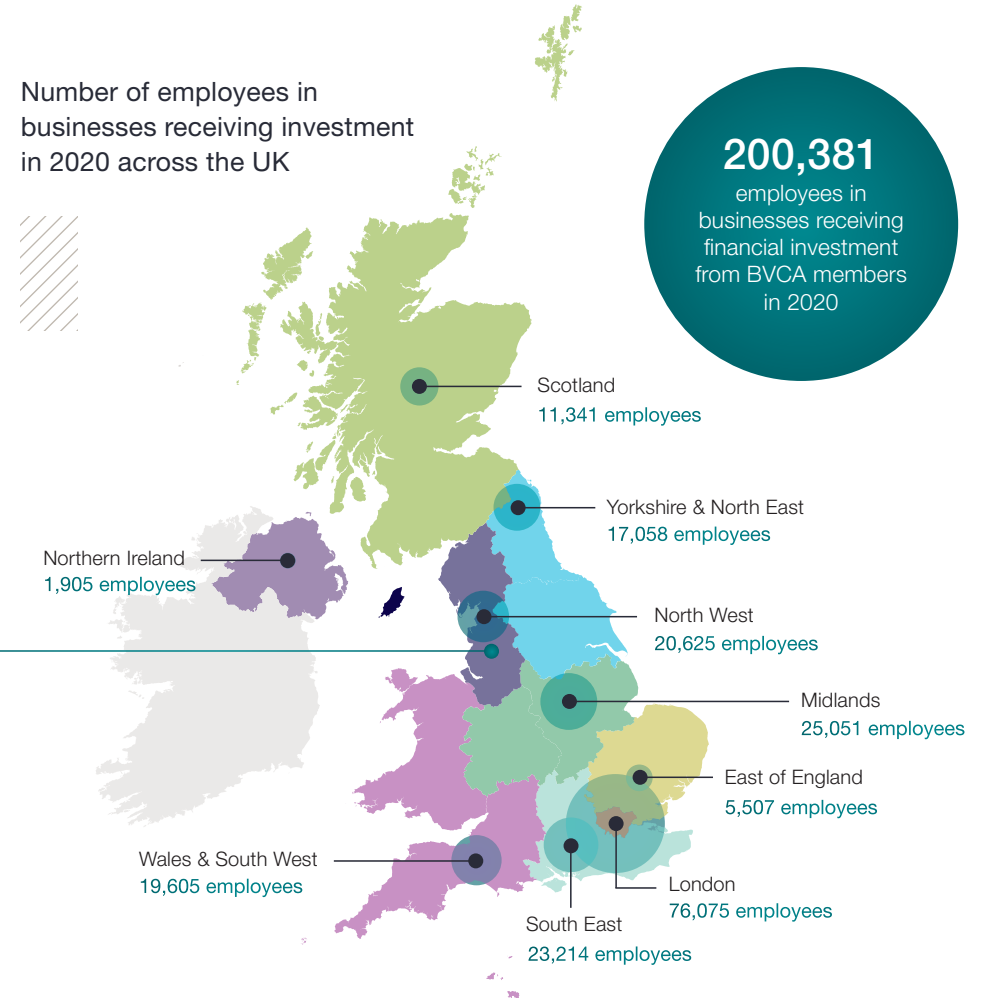 Number of employees in
businesses receiving investment
in 2020 across the UK
200,381
employees in
businesses receiving
financial investment
from BVCA members
in 2020
Scotland
11,341 employees
Yorkshire & North East
17,058 employees
Northern Ireland
1,905 employees
North West
20,625 employees
Midlands
25,051 employees
East of England
5,507 employees
Wales & South West
19,605 employees
London
76,075 employees
South East
23,214 employees